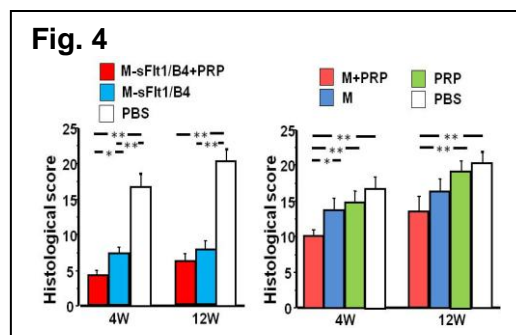 Fig. 4
M-sFlt1/B4+PRP
M-sFlt1/B4
PBS
M+PRP
PRP
M
PBS
Histological score
25
20
15
10
5
0
** **
** **
*
4W
12W
Histological score
25
20
15
10
5
0
** **
** **
*
4W
12W